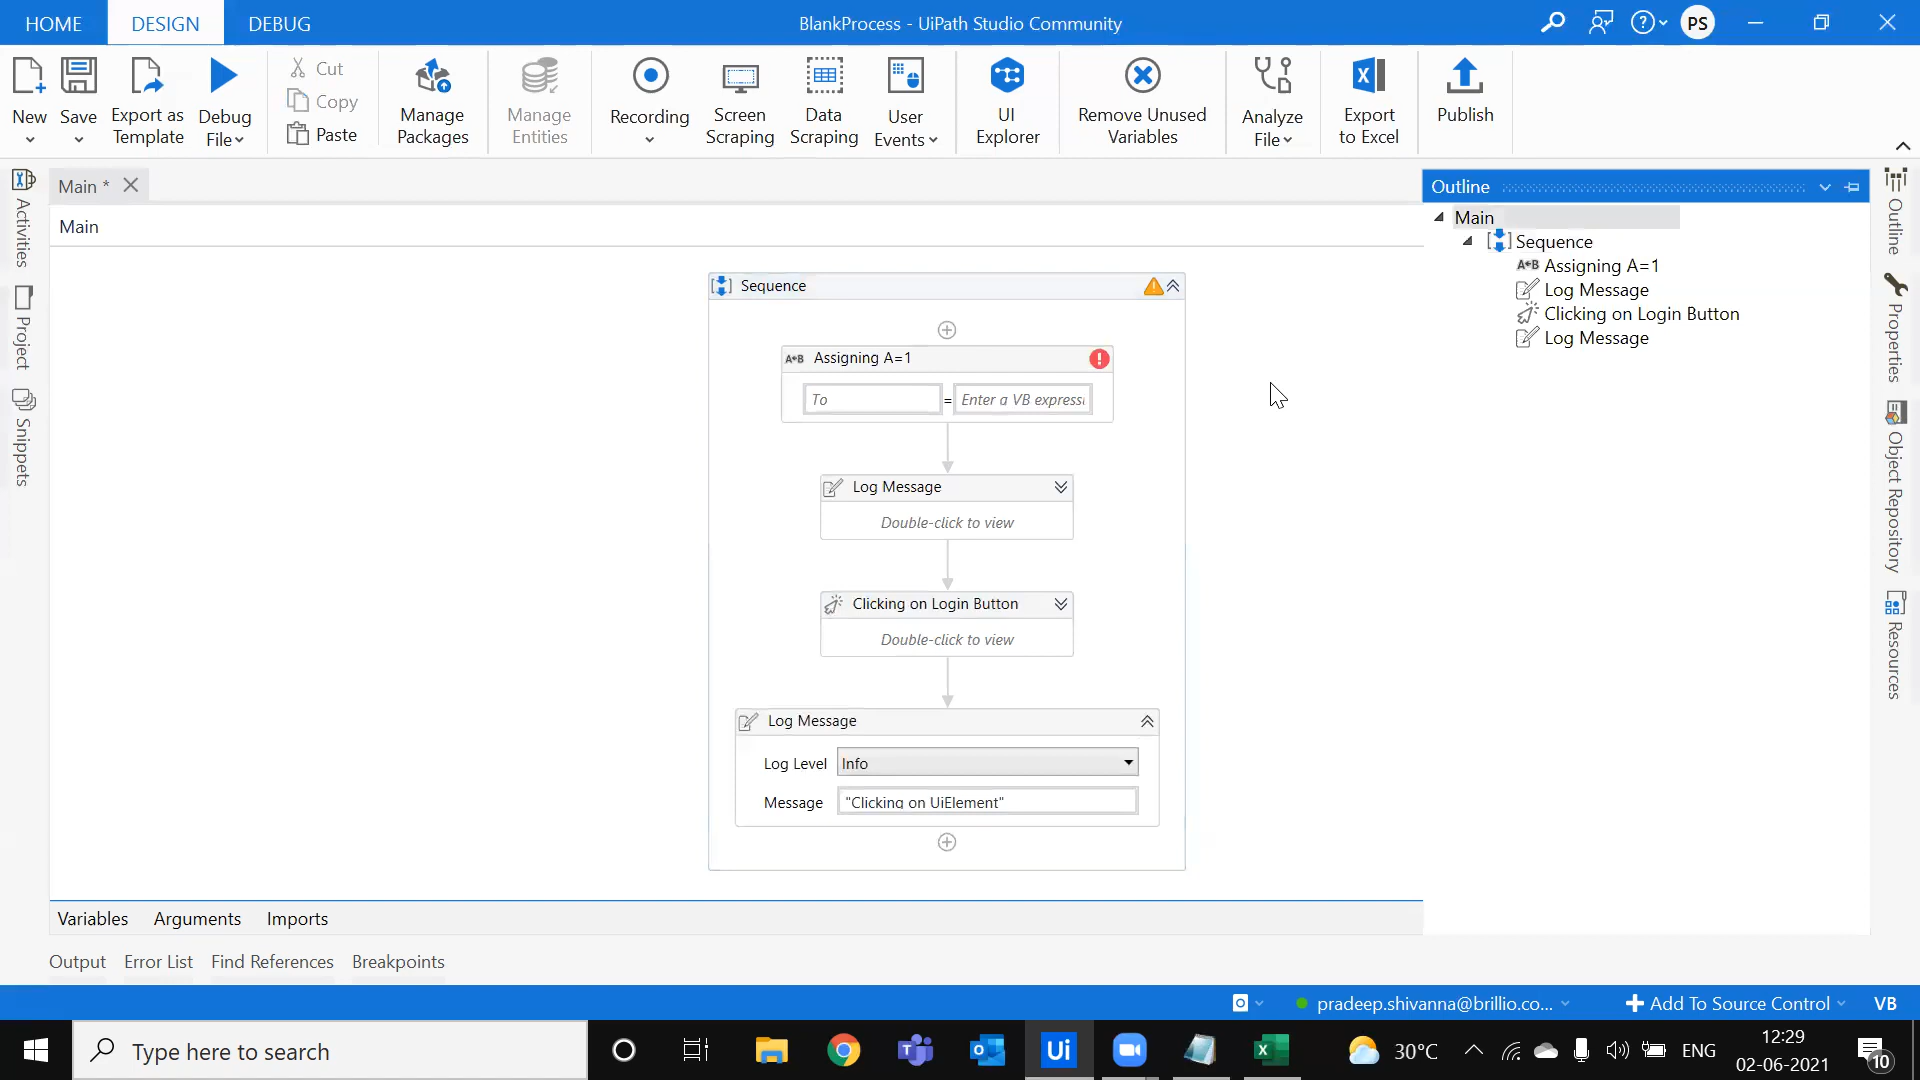 HOME
DESIGN
DEBUG
BlankProcess - UiPath Studio Community
PS
New
Save
Export as
Template
Debug
File
Cut
Copy
Paste
Manage
Packages
Manage
Entities
Recording
Screen
Scraping
Data
Scraping
User
Events
UI
Explorer
Remove Unused
Variables
Analyze
File
Export
to Excel
Publish
Activities
Project
Snippets
Main *
Main
Sequence
A B Assigning A=1
To = Enter a VB expressi
Log Message
Double-click to view
Clicking on Login Button
Double-click to view
Log Message
Log Level Info
Message "Clicking on UiElement"
Outline
Main
Sequence
A B Assigning A=1
Log Message
Clicking on Login Button
Log Message
Outline
Properties
Object Repository
Resources
Variables Arguments Imports
Output Error List Find References Breakpoints
pradeep.shivanna@brillio.co...
Add To Source Control
VB
Type here to search
Ui
30°C
ENG
12:29
02-06-2021
10